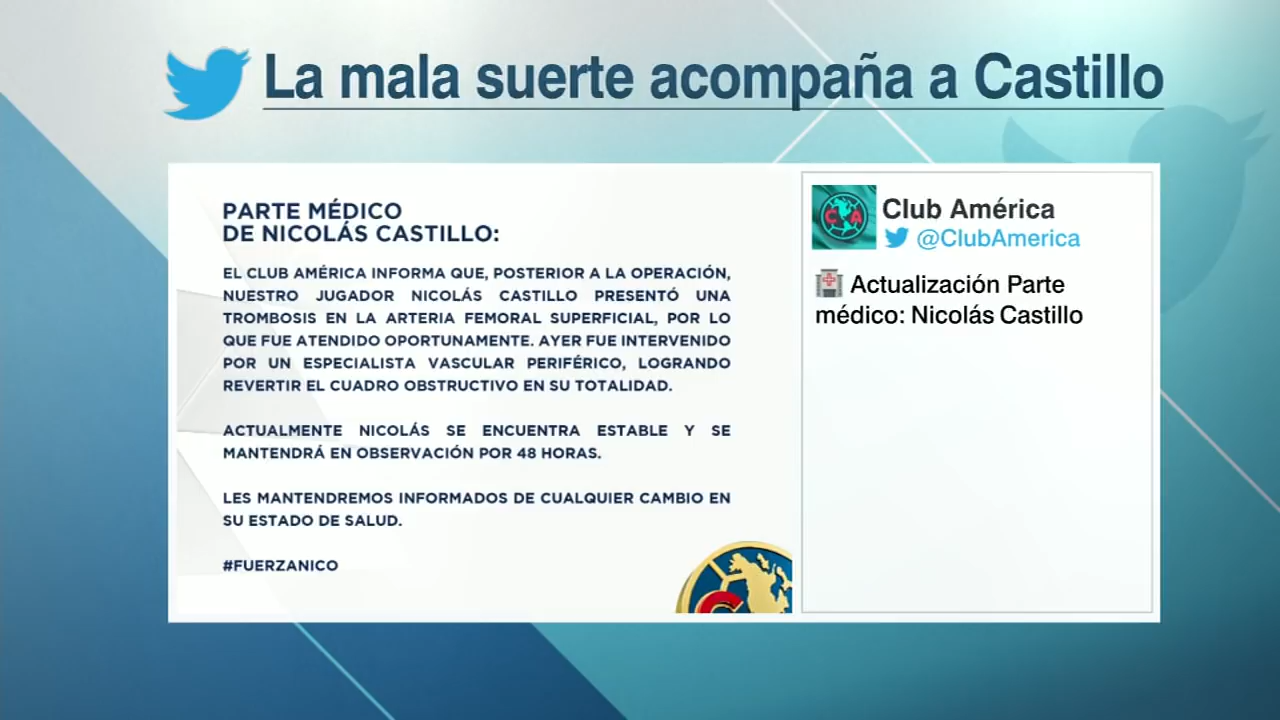 La mala suerte acompaña a Castillo
PARTE MÉDICO
DE NICOLÁS CASTILLO:
EL CLUB AMÉRICA INFORMA QUE, POSTERIOR A LA OPERACIÓN,
NUESTRO JUGADOR NICOLÁS CASTILLO PRESENTÓ UNA
TROMBOSIS EN LA ARTERIA FEMORAL SUPERFICIAL, POR LO
QUE FUE ATENDIDO OPORTUNAMENTE. AYER FUE INTERVENIDO
POR UN ESPECIALISTA VASCULAR PERIFÉRICO, LOGRANDO
REVERTIR EL CUADRO OBSTRUCTIVO EN SU TOTALIDAD.
ACTUALMENTE NICOLÁS SE ENCUENTRA ESTABLE Y SE
MANTENDRÁ EN OBSERVACIÓN POR 48 HORAS.
LES MANTENDREMOS INFORMADOS DE CUALQUIER CAMBIO EN
SU ESTADO DE SALUD.
#FUERZANICO
C
C A
Club América
@ClubAmerica
Actualización Parte
médico: Nicolás Castillo